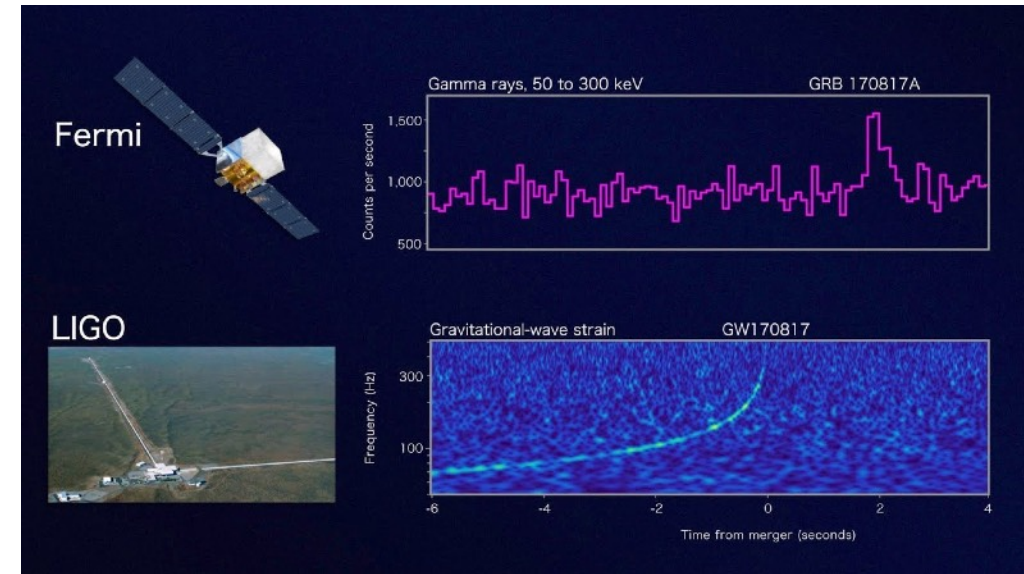 Fermi
Gamma rays, 50 to 300 keV GRB 170817A
Counts per second
1,500
1,000
500
LIGO
Gravitational-wave strain GW170817
Frequency (Hz)
300
100
-6 -4 -2 0 2 4
Time from merger (seconds)